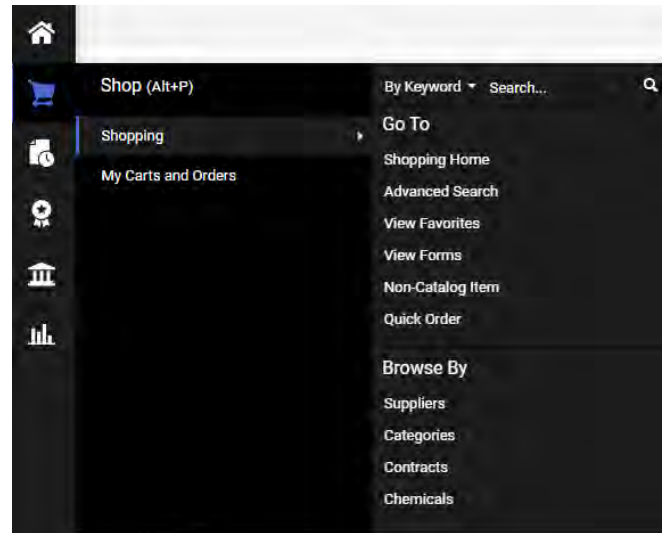 Shop (Alt+P)
Shopping
My Carts and Orders
By Keyword Search...
Go To
Shopping Home
Advanced Search
View Favorites
View Forms
Non-Catalog Item
Quick Order
Browse By
Suppliers
Categories
Contracts
Chemicals